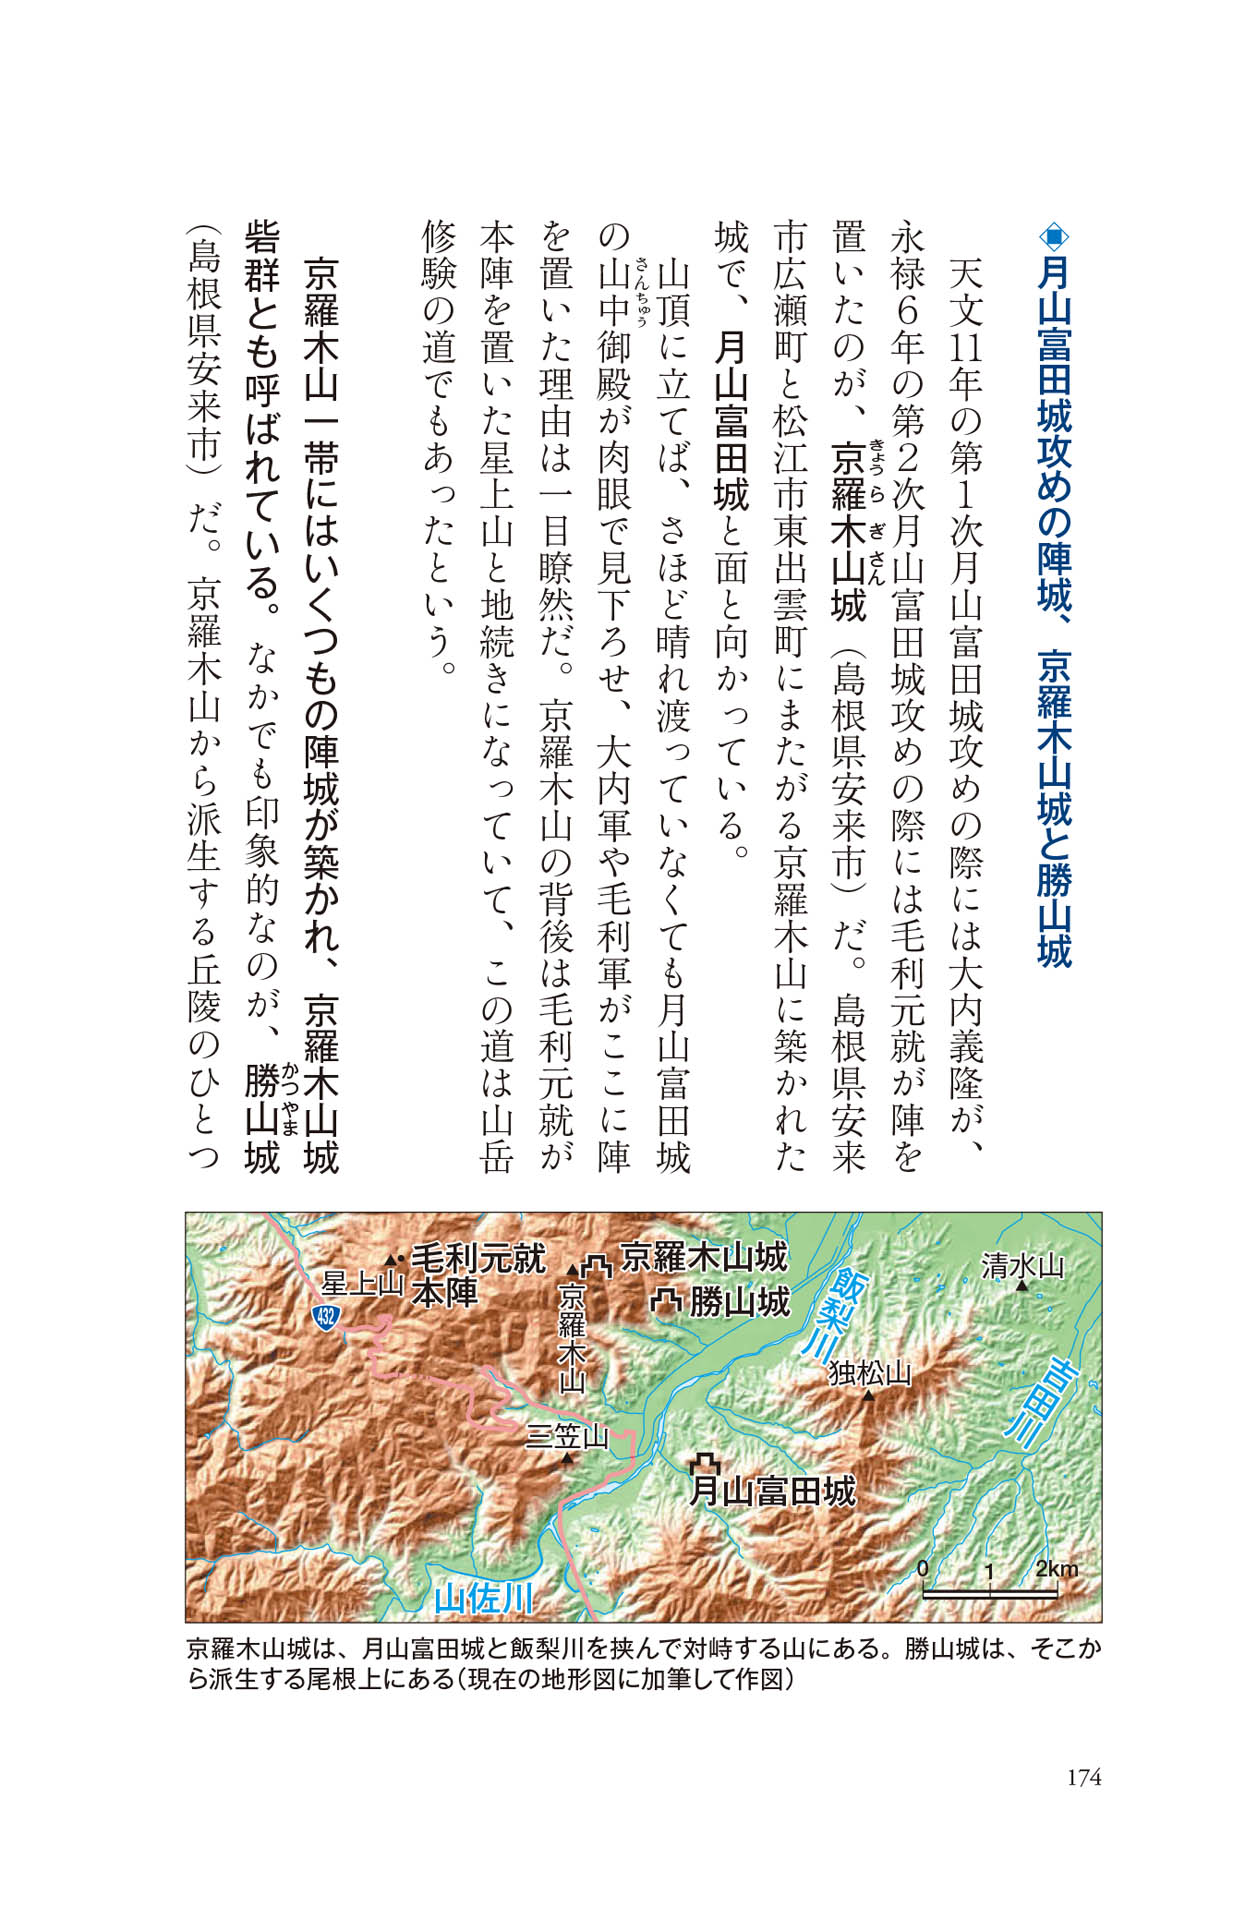 ◈月山富田城攻めの陣城、京羅木山城と勝山城
天文11年の第1次月山富田城攻めの際には大内義隆が、
永禄6年の第2次月山富田城攻めの際には毛利元就が陣を
置いたのが、京羅木山城（島根県安来市）だ。島根県安来
きょうらぎさん
市広瀬町と松江市東出雲町にまたがる京羅木山に築かれた
城で、月山富田城と面と向かっている。
山頂に立てば、さほど晴れ渡っていなくても月山富田城
の山中御殿が肉眼で見下ろせ、大内軍や毛利軍がここに陣
さんちゅう
を置いた理由は一目瞭然だ。京羅木山の背後は毛利元就が
本陣を置いた星上山と地続きになっていて、この道は山岳
修験の道でもあったという。
京羅木山一帯にはいくつもの陣城が築かれ、京羅木山城
砦群とも呼ばれている。なかでも印象的なのが、勝山城
かつやま
（島根県安来市）だ。京羅木山から派生する丘陵のひとつ
毛利元就
本陣
星上山
432
京羅木山城
勝山城
京羅木山
飯梨川
清水山
独松山
吉田川
三笠山
月山富田城
山佐川
0 1 2km
京羅木山城は、月山富田城と飯梨川を挟んで対峙する山にある。勝山城は、そこか
ら派生する尾根上にある（現在の地形図に加筆して作図）
174